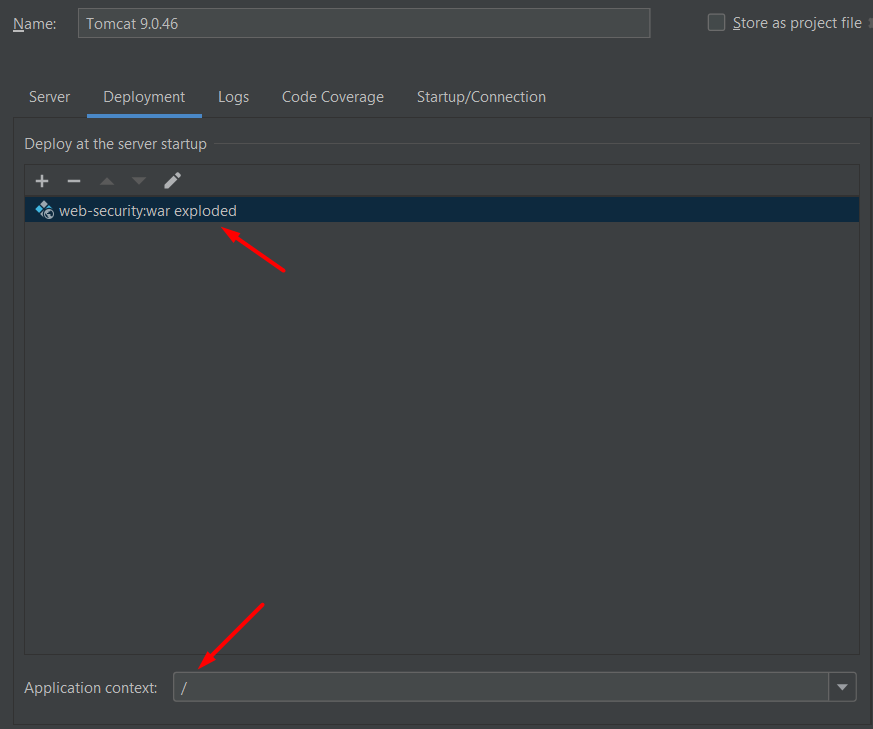 Name: Tomcat 9.0.46 Store as project file
Server Deployment Logs Code Coverage Startup/Connection
Deploy at the server startup
web-security:war exploded
Application context: /